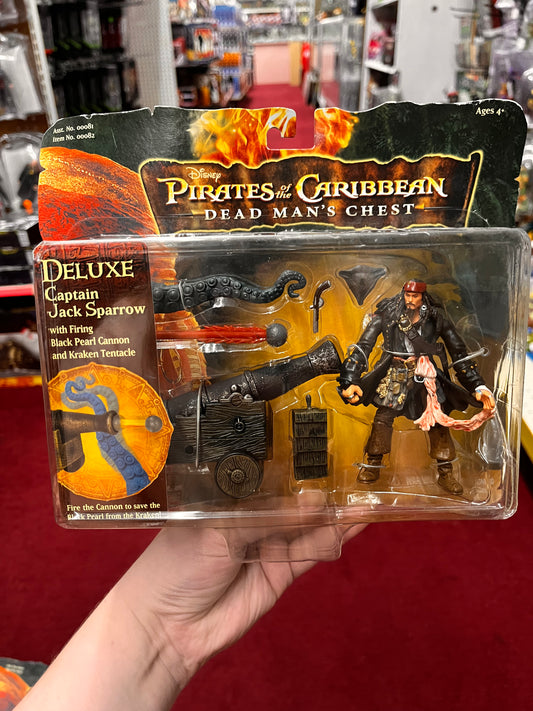 Asst. No. 00081
Item No. 00082
Ages 4+
DISNEY
PIRATES of the CARIBBEAN
DEAD MAN'S CHEST
DELUXE
Captain
Jack Sparrow
with Firing
Black Pearl Cannon
and Kraken Tentacle
Fire the Cannon to save the
Black Pearl from the Kraken!